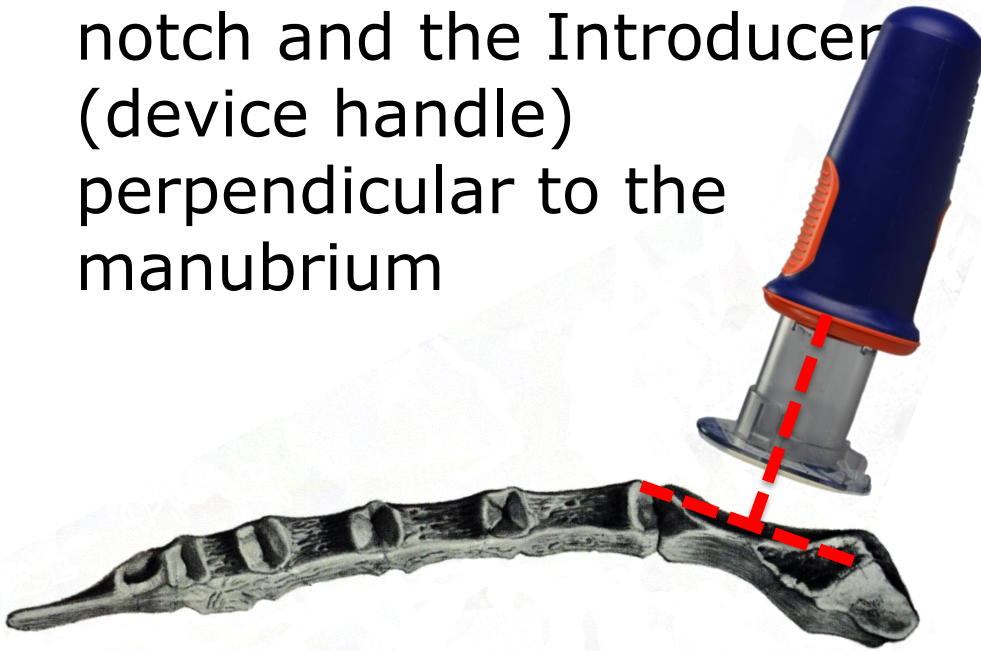 notch and the Introducer
(device handle)
perpendicular to the
manubrium